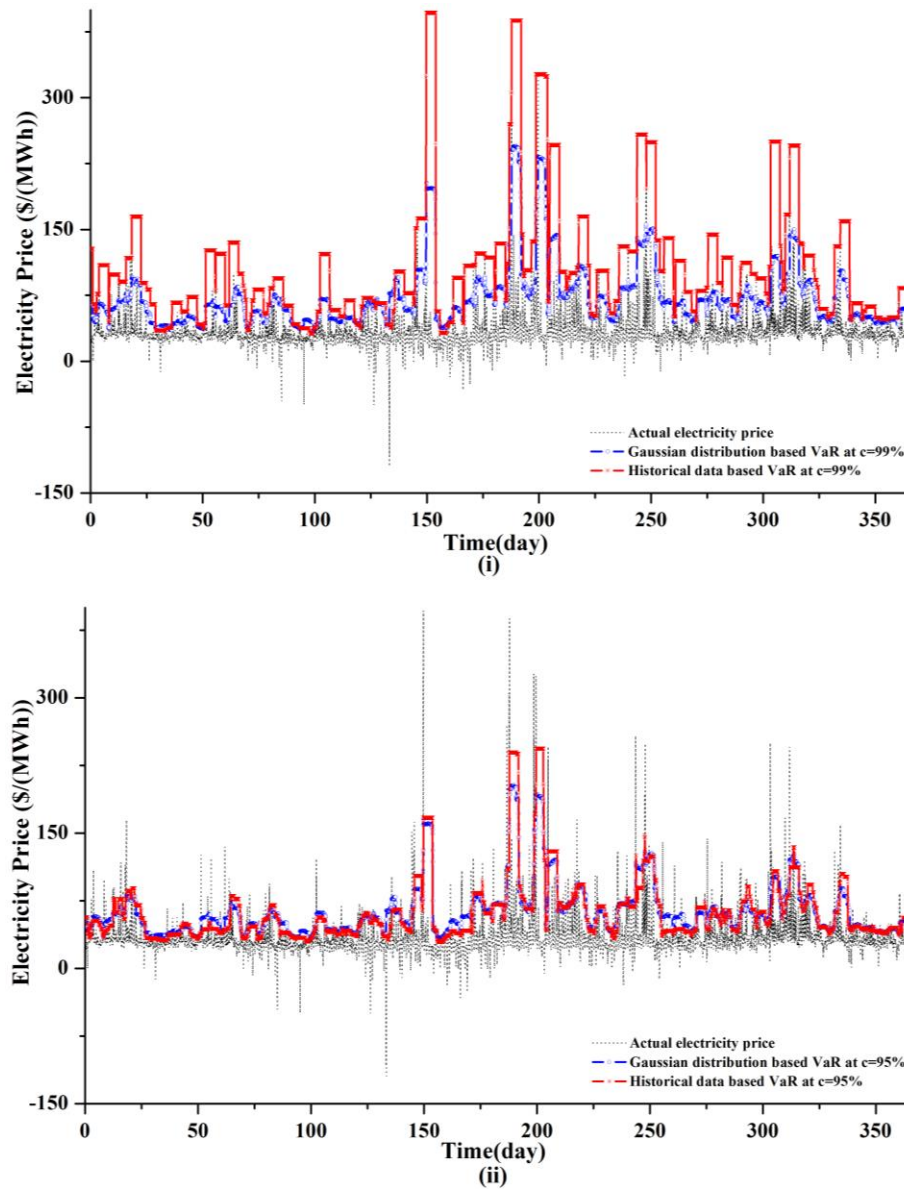 Electricity Price ($/(MWh))
300
150
0
-150
Actual electricity price
Gaussian distribution based VaR at c=99%
Historical data based VaR at c=99%
0 50 100 150 200 250 300 350
Time(day)
(i)
Electricity Price ($/(MWh))
300
150
0
-150
Actual electricity price
Gaussian distribution based VaR at c=95%
Historical data based VaR at c=95%
0 50 100 150 200 250 300 350
Time(day)
(ii)